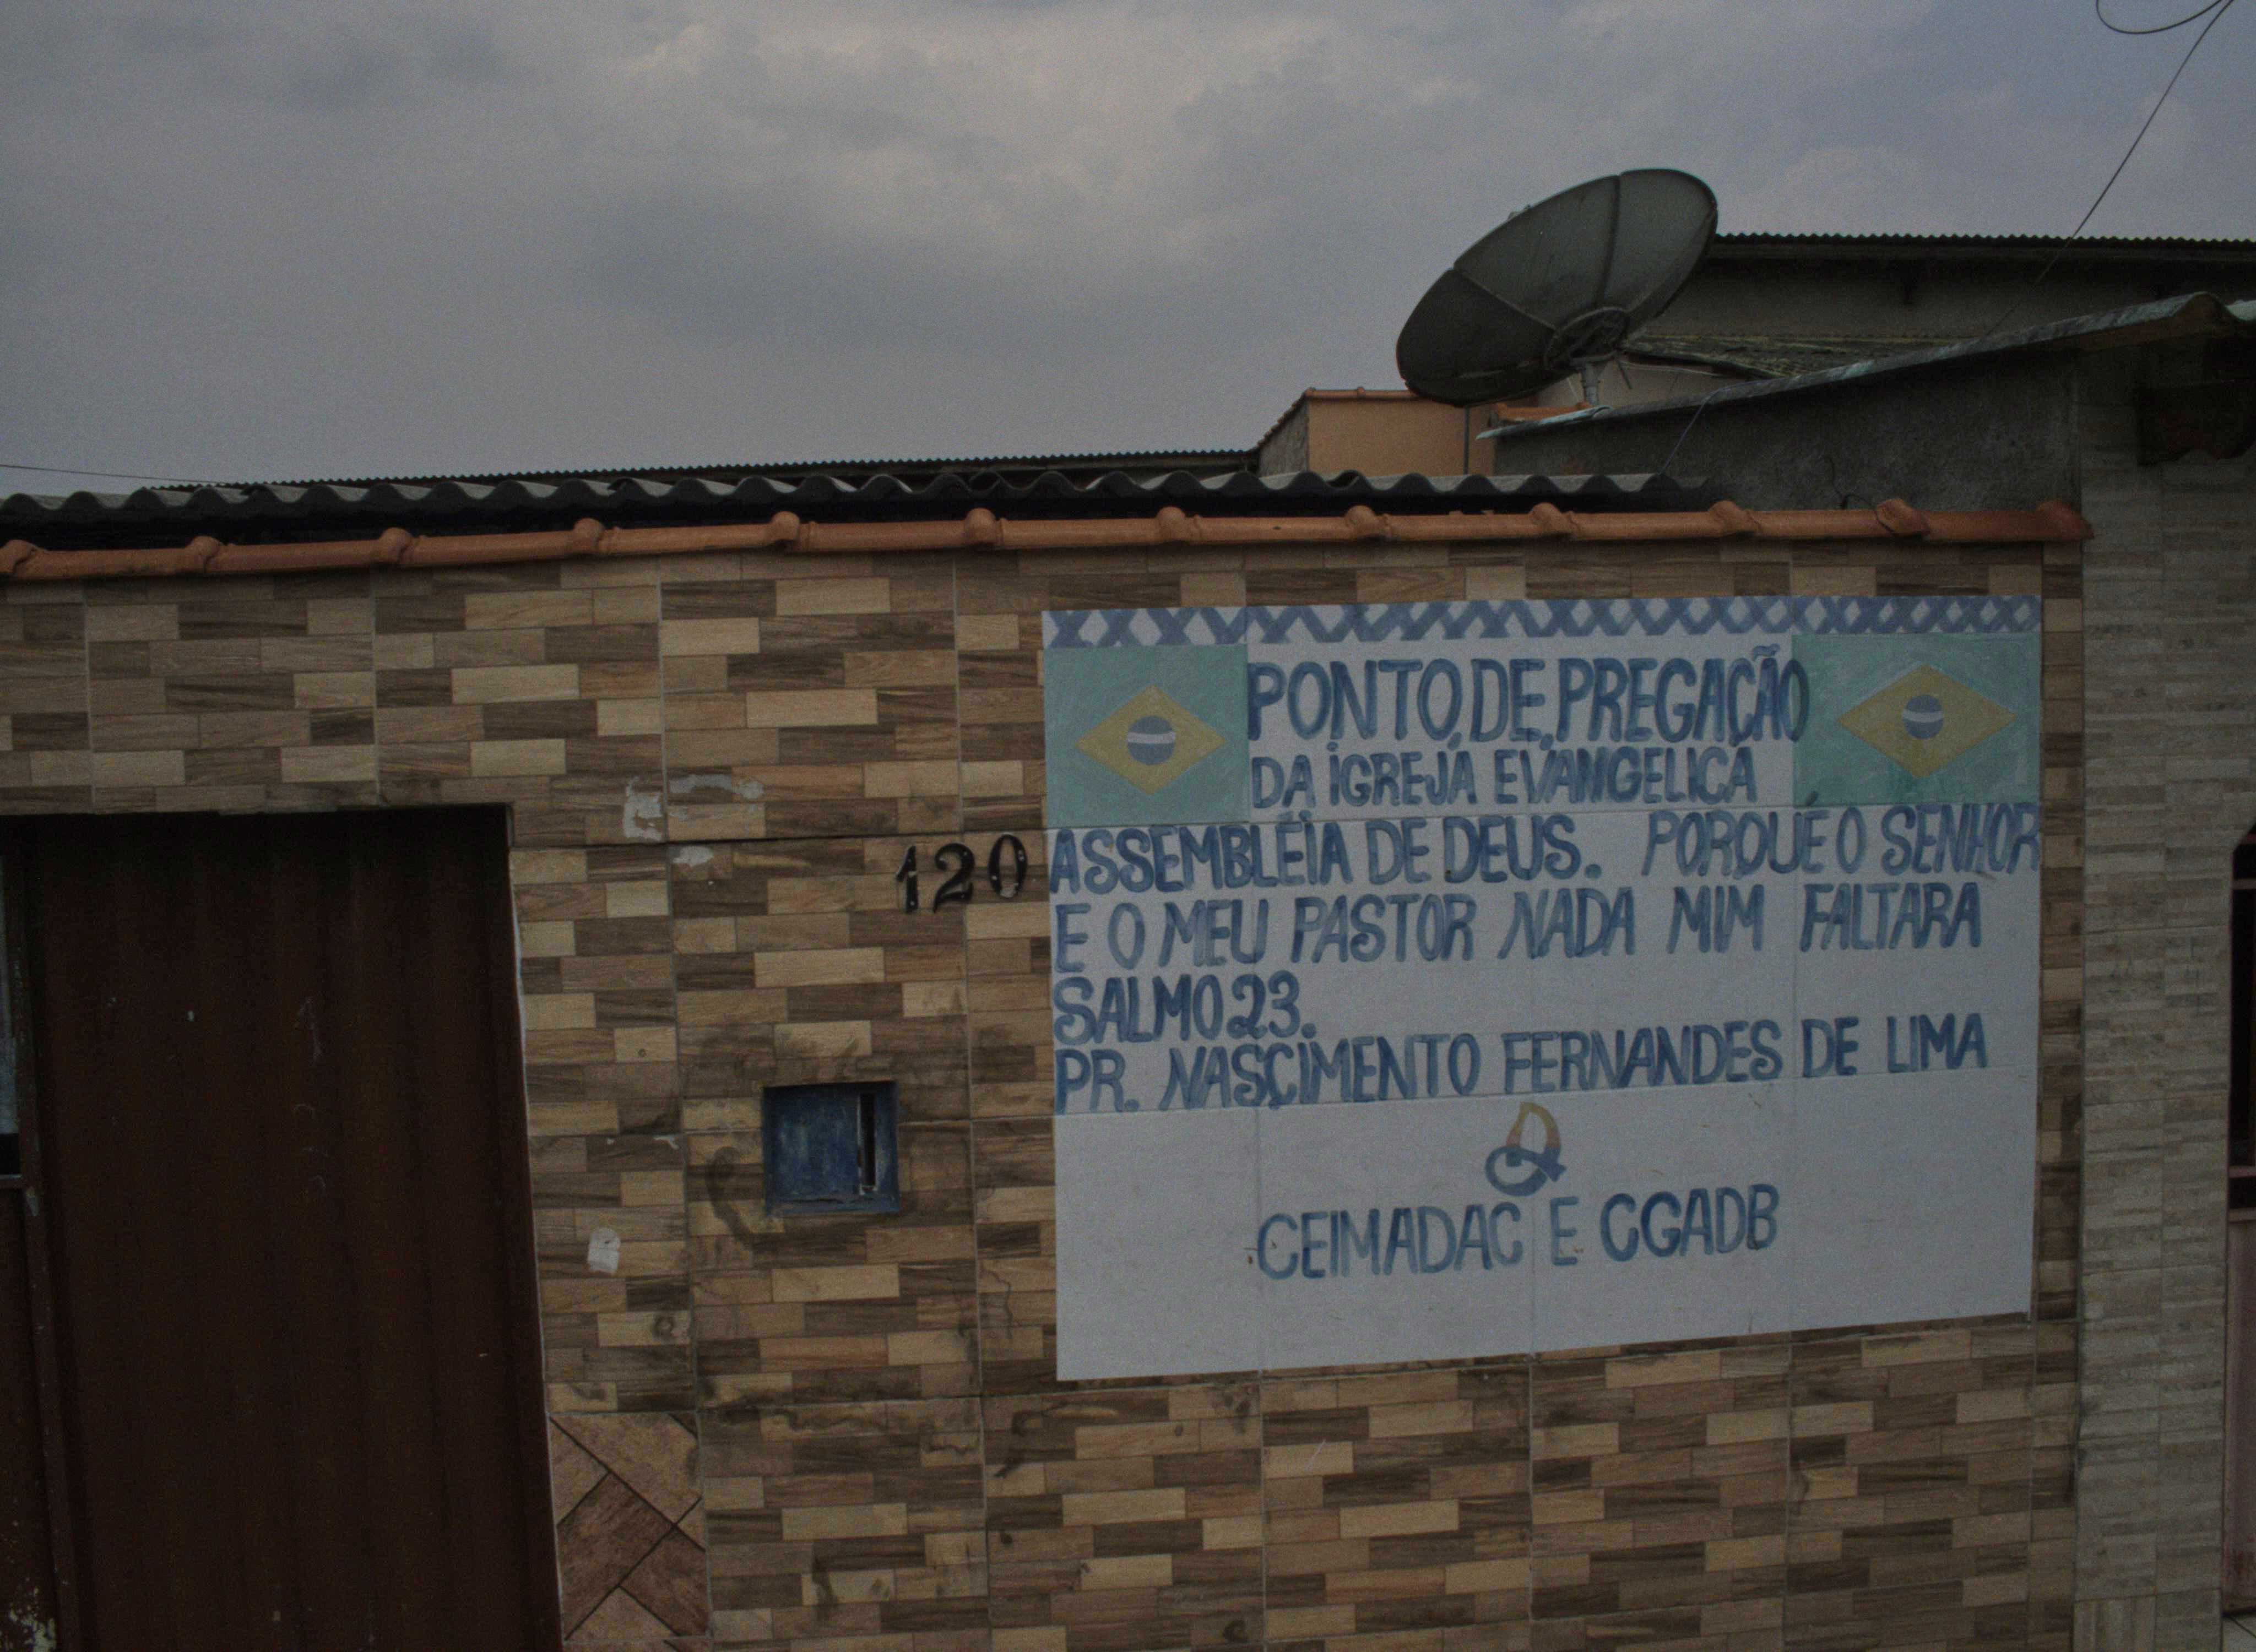 PONTO DE PREGAÇÃO
DA IGREJA EVANGELICA
120
ASSEMBLÉIA DE DEUS. PORQUE O SENHOR
E O MEU PASTOR NADA MIM FALTARA
SALMO 23.
PR. NASCIMENTO FERNANDES DE LIMA
CEIMADAC E CGADB